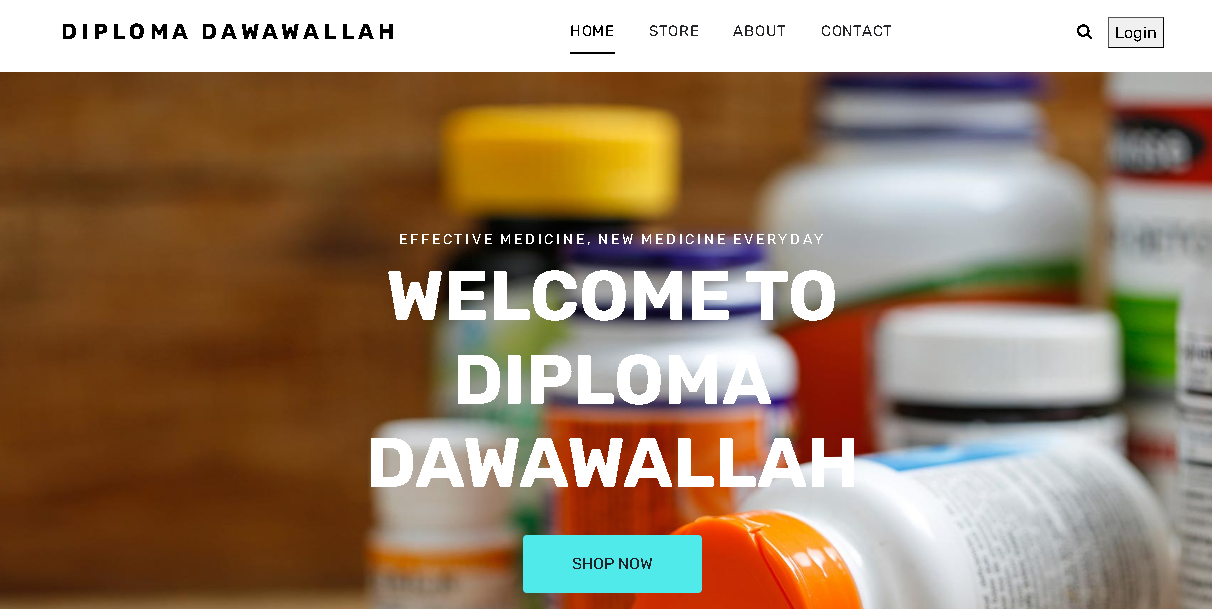 DIPLOMA DAWAWALLAH
HOME STORE ABOUT CONTACT
Login
EFFECTIVE MEDICINE, NEW MEDICINE EVERYDAY
WELCOME TO
DIPLOMA
DAWAWALLAH
SHOP NOW